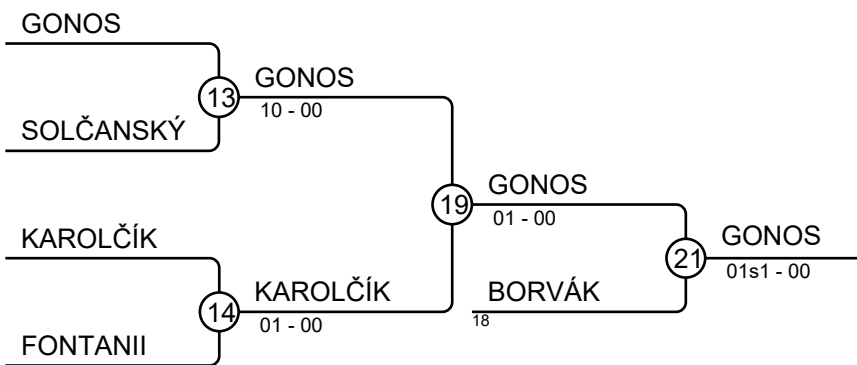 GONOS
13
GONOS
10 - 00
SOLČANSKÝ
19
GONOS
01 - 00
KAROLČÍK
21
GONOS
01s1 - 00
14
KAROLČÍK
01 - 00
BORVÁK
18
FONTANII